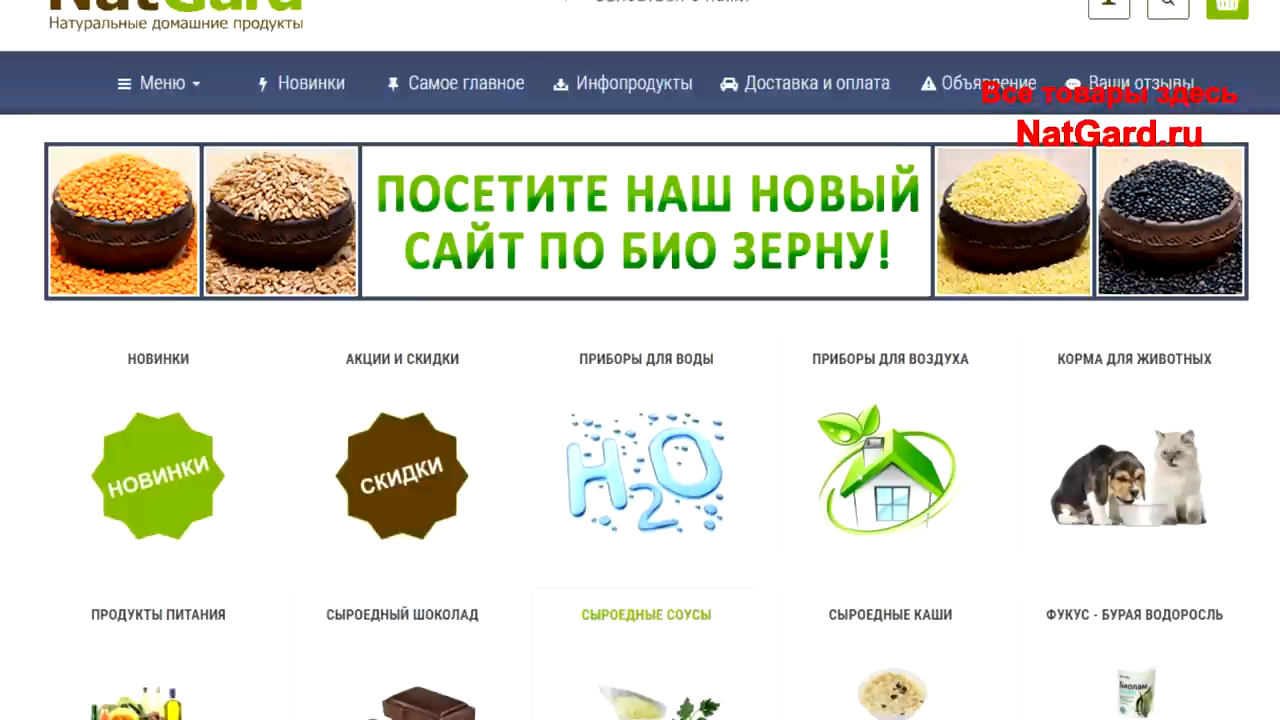 NatGard
Натуральные домашние продукты
Меню
Новинки
Самое главное
Инфопродукты
Доставка и оплата
Объявление
Ваши отзывы
Все товары здесь
NatGard.ru
ПОСЕТИТЕ НАШ НОВЫЙ
САЙТ ПО БИО ЗЕРНУ!
НОВИНКИ
АКЦИИ И СКИДКИ
ПРИБОРЫ ДЛЯ ВОДЫ
ПРИБОРЫ ДЛЯ ВОЗДУХА
КОРМА ДЛЯ ЖИВОТНЫХ
НОВИНКИ
СКИДКИ
H2O
ПРОДУКТЫ ПИТАНИЯ
СЫРОЕДНЫЙ ШОКОЛАД
СЫРОЕДНЫЕ СОУСЫ
СЫРОЕДНЫЕ КАШИ
ФУКУС - БУРАЯ ВОДОРОСЛЬ
Биолам